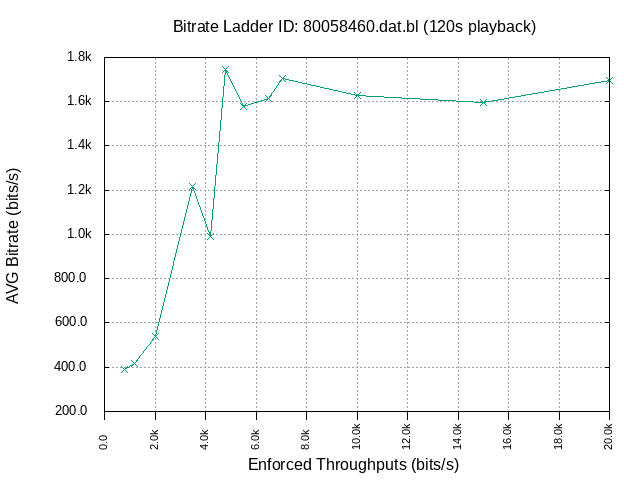 Bitrate Ladder ID: 80058460.dat.bl (120s playback)
1.8k
1.6k
1.4k
1.2k
1.0k
800.0
600.0
400.0
200.0
AVG Bitrate (bits/s)
0.0
2.0k
4.0k
6.0k
8.0k
10.0k
12.0k
14.0k
16.0k
18.0k
20.0k
Enforced Throughputs (bits/s)